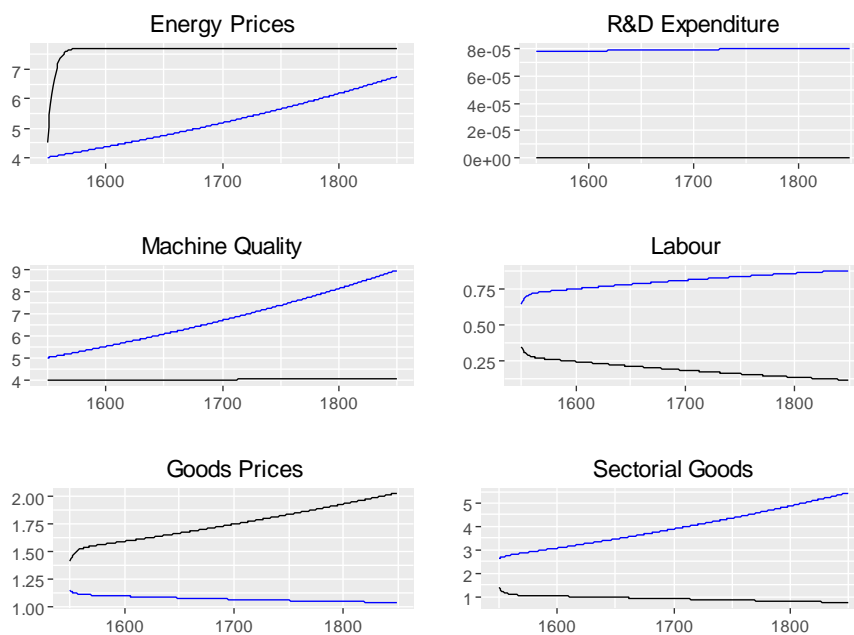 Energy Prices
7
6
5
4
1600 1700 1800
R&D Expenditure
8e-05
6e-05
4e-05
2e-05
0e+00
1600 1700 1800
Machine Quality
9
8
7
6
5
4
1600 1700 1800
Labour
0.75
0.50
0.25
1600 1700 1800
Goods Prices
2.00
1.75
1.50
1.25
1.00
1600 1700 1800
Sectorial Goods
5
4
3
2
1
1600 1700 1800